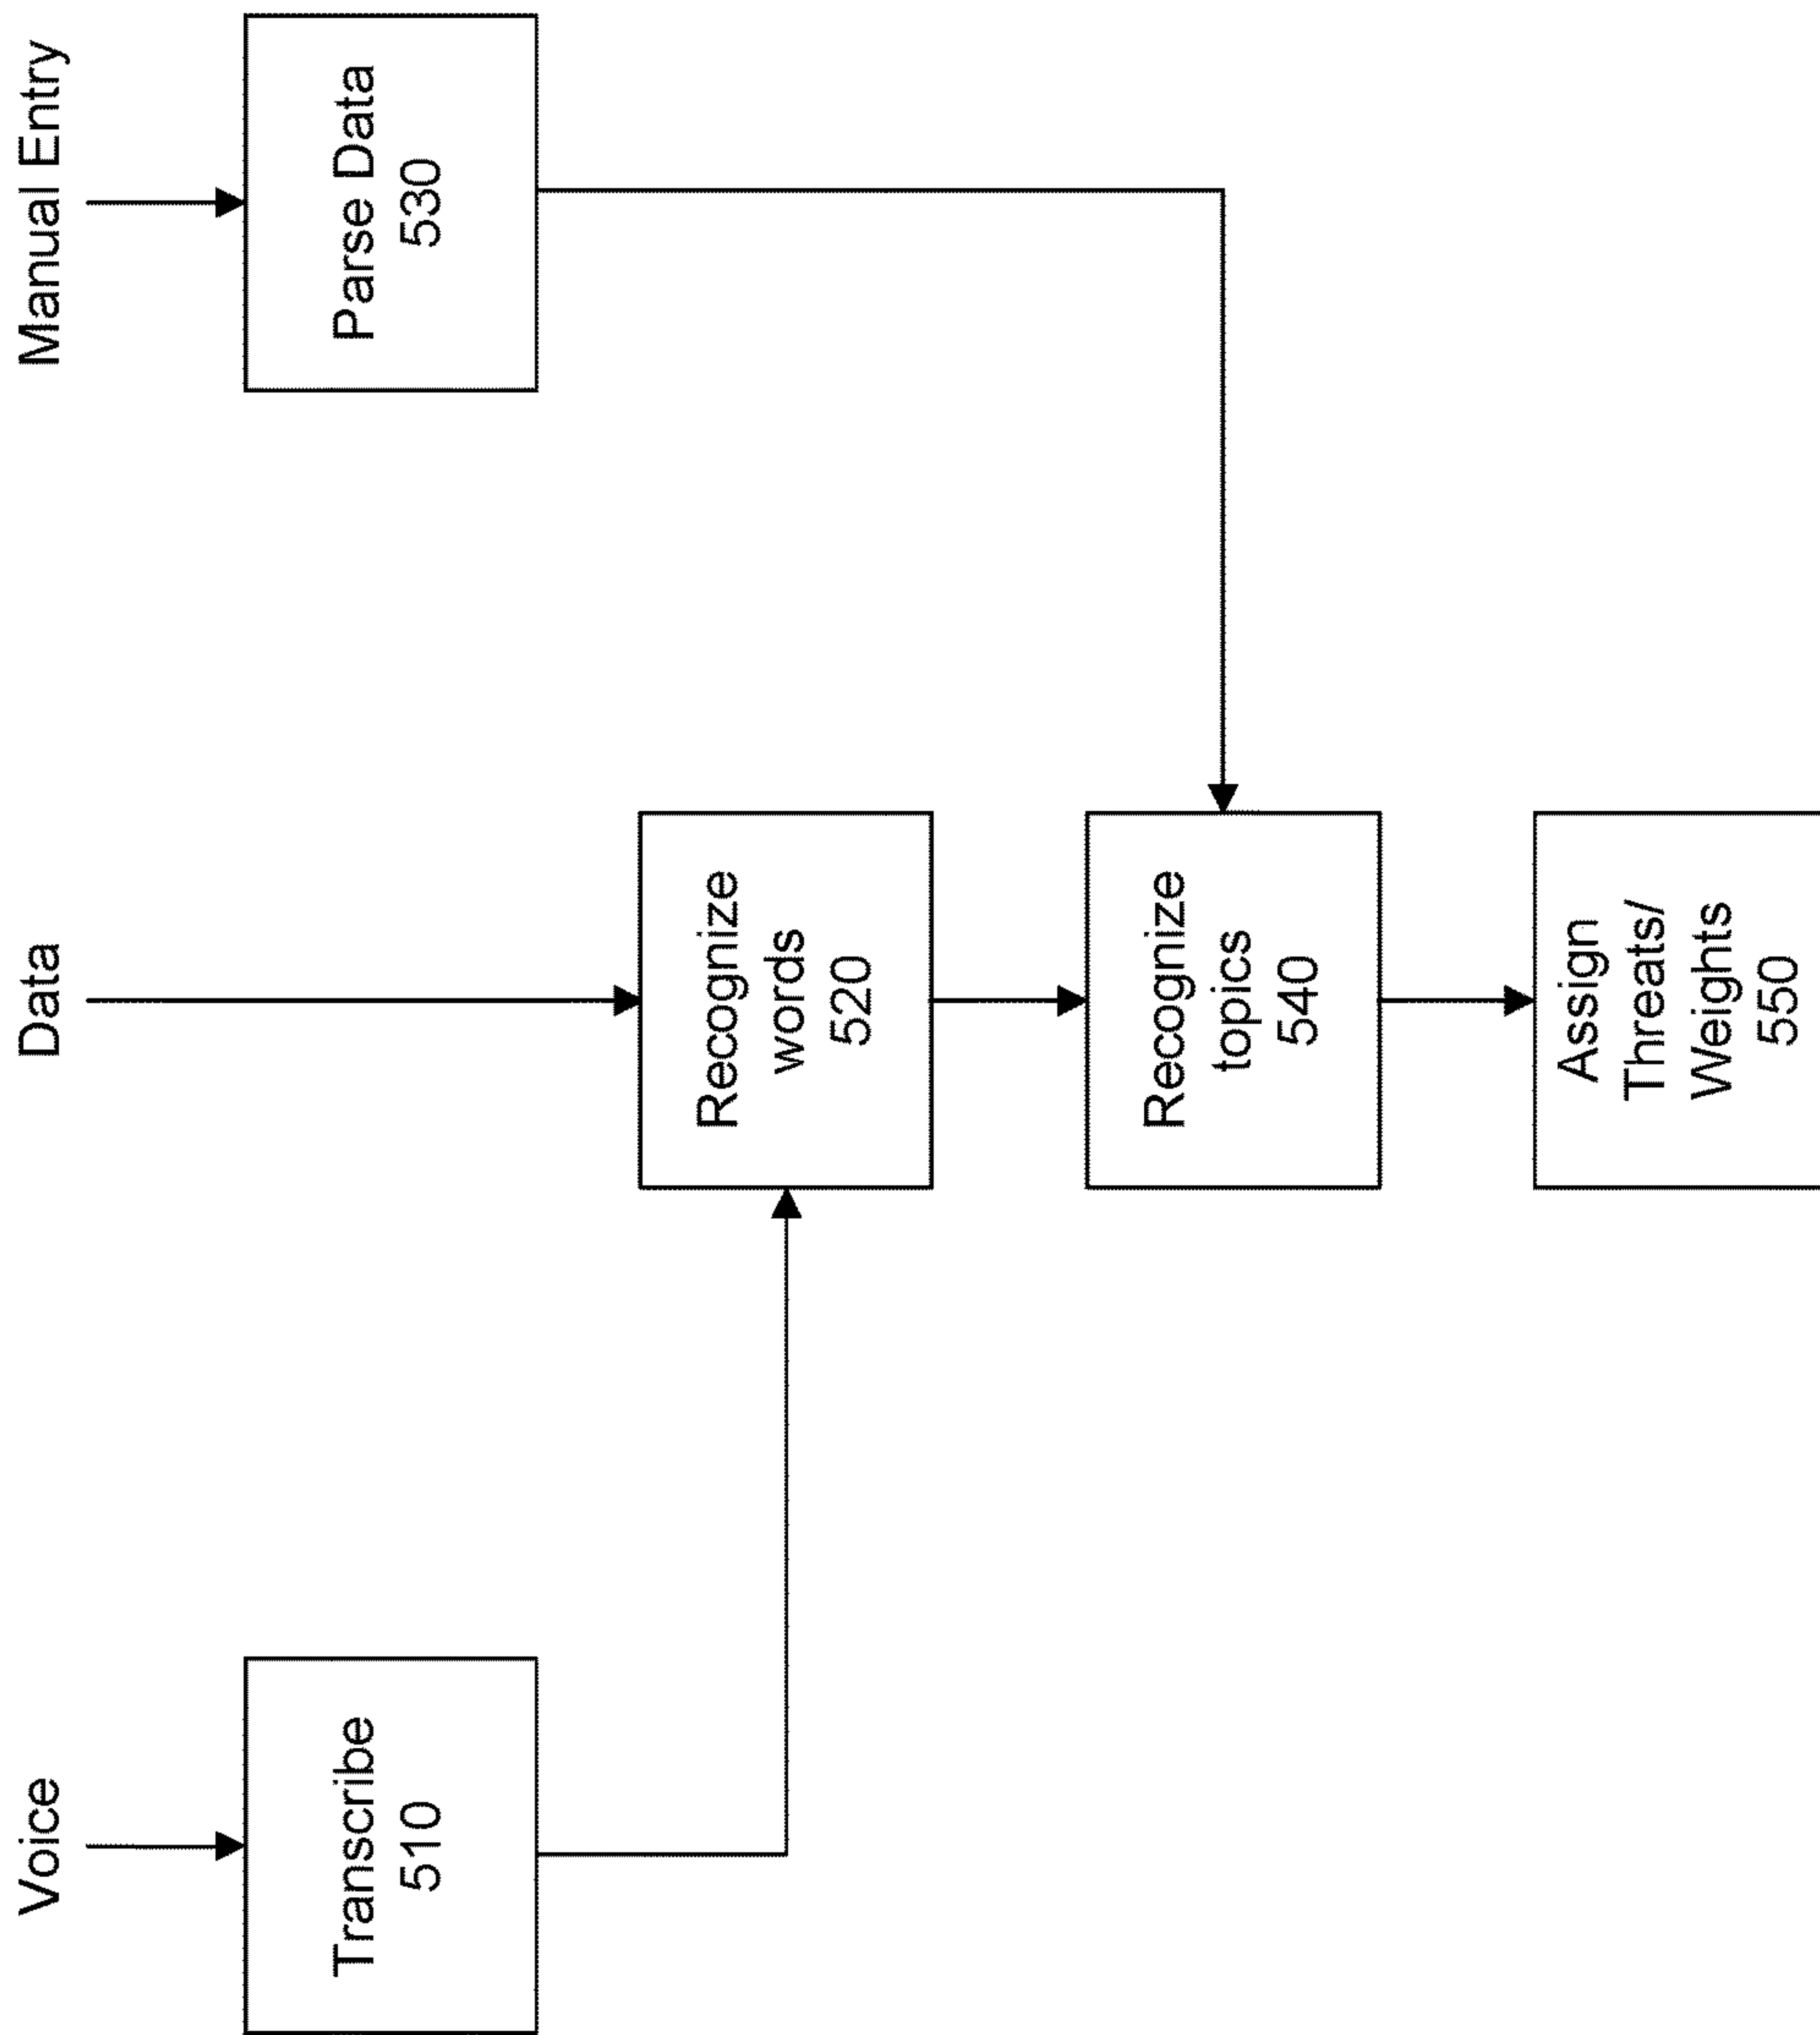 Voice
Data
Manual Entry
Transcribe
510
Parse Data
530
Recognize
words
520
Recognize
topics
540
Assign
Threats/
Weights
550